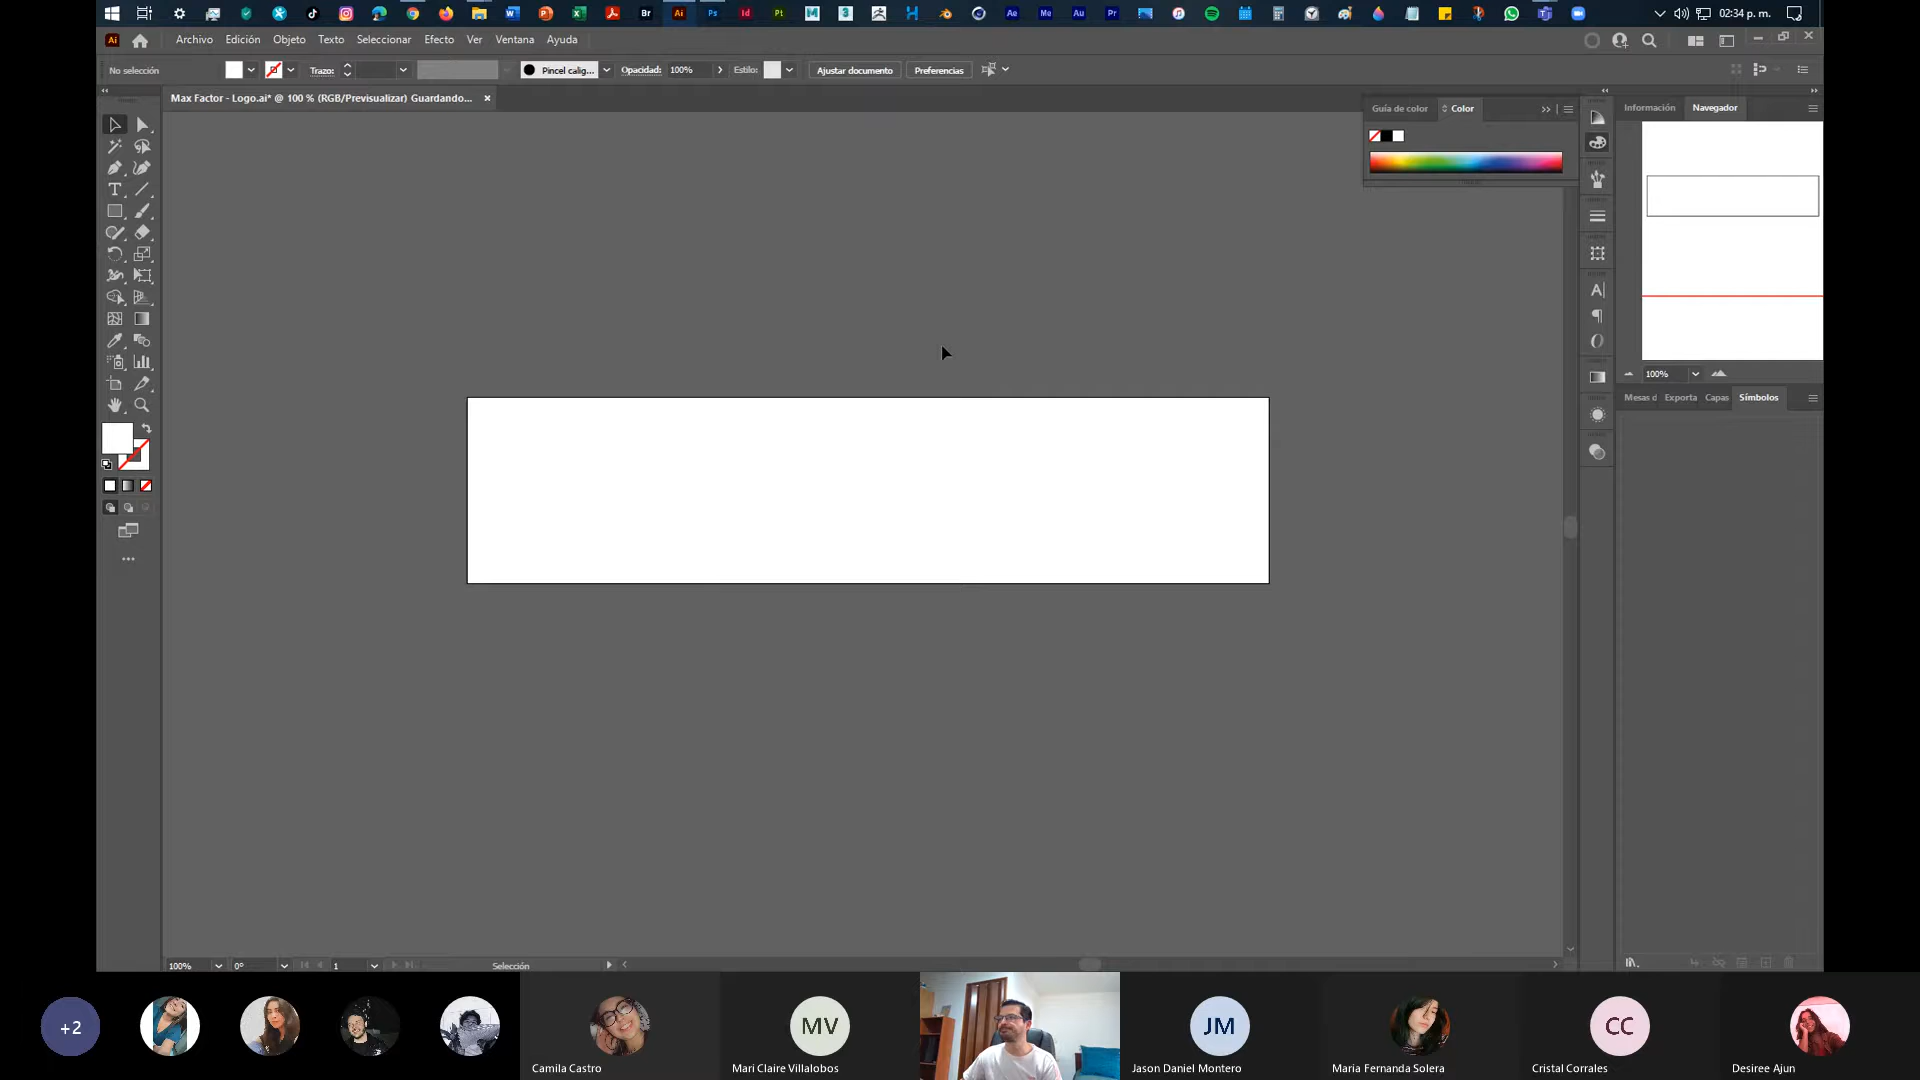 02:34 p. m.
Archivo Edición Objeto Texto Seleccionar Efecto Ver Ventana Ayuda
No selección Trazo: Pincel calig... Opacidad: 100% Estilo: Ajustar documento Preferencias
Max Factor - Logo.ai* @ 100 % (RGB/Previsualizar) Guardando... ×
Guía de color Color
Información Navegador
100%
Mesas d Exporta Capas Símbolos
100% 0° 1 Selección
+2
MV
JM
CC
Camila Castro
Mari Claire Villalobos
Jason Daniel Montero
Maria Fernanda Solera
Cristal Corrales
Desiree Ajun